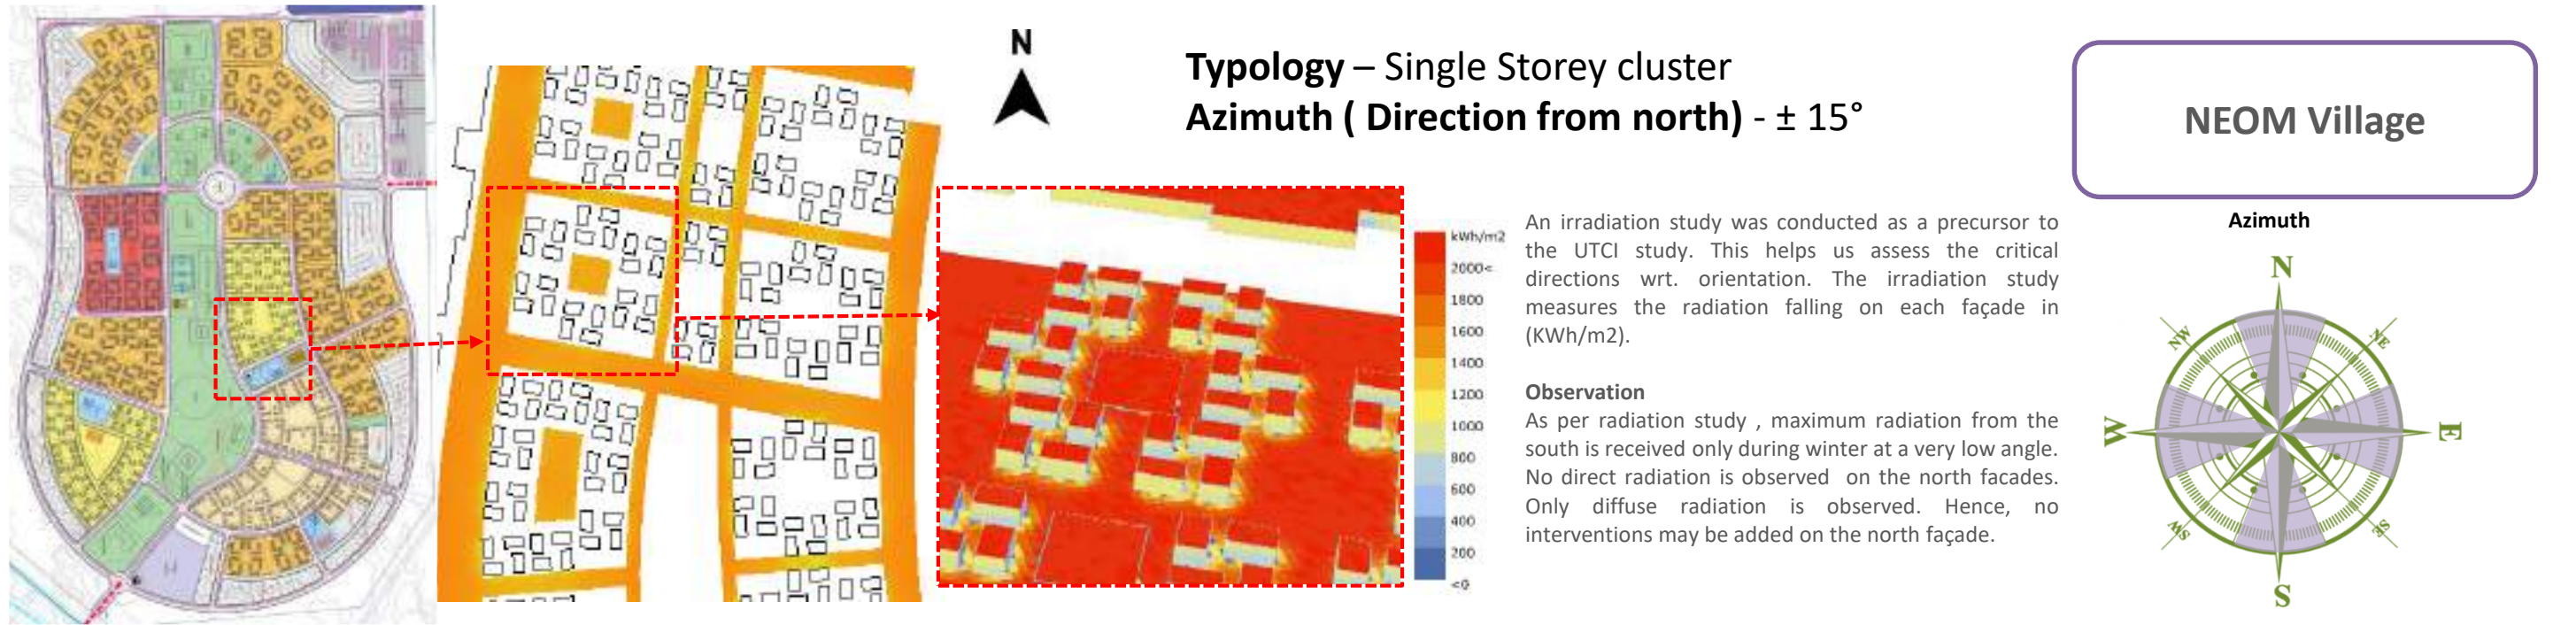 N
Typology – Single Storey cluster
Azimuth ( Direction from north) - ± 15°
NEOM Village
kWh/m2
2000<
1800
1600
1400
1200
1000
800
600
400
200
<0
An irradiation study was conducted as a precursor to
the UTCI study. This helps us assess the critical
directions wrt. orientation. The irradiation study
measures the radiation falling on each façade in
(KWh/m2).
Observation
As per radiation study , maximum radiation from the
south is received only during winter at a very low angle.
No direct radiation is observed on the north facades.
Only diffuse radiation is observed. Hence, no
interventions may be added on the north façade.
Azimuth
N
NW
NE
W
E
SW
SE
S